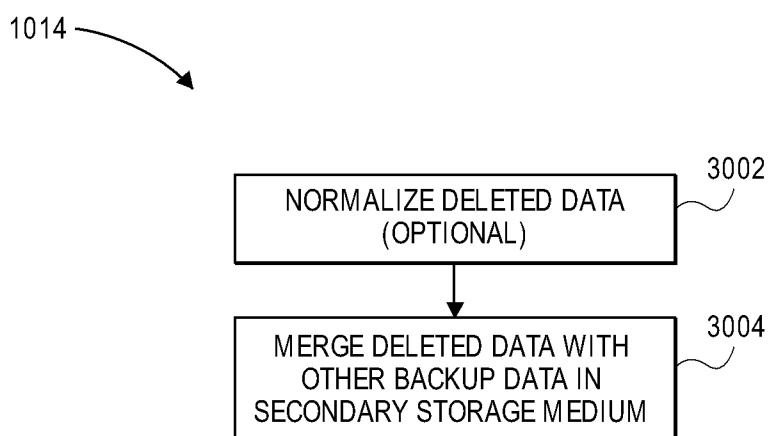 1014
3002
NORMALIZE DELETED DATA
(OPTIONAL)
3004
MERGE DELETED DATA WITH
OTHER BACKUP DATA IN
SECONDARY STORAGE MEDIUM